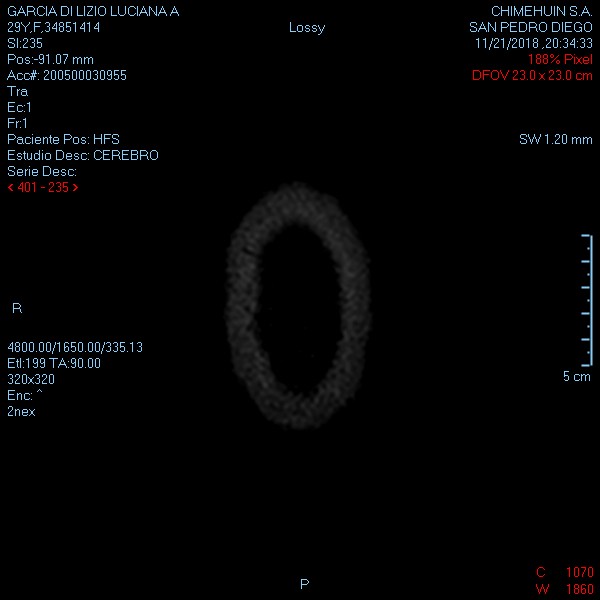 GARCIA DI LIZIO LUCIANA A
29Y,F,34851414
Sl:235
Pos:-91.07 mm
Acc#: 200500030955
Tra
Ec:1
Fr:1
Paciente Pos: HFS
Estudio Desc: CEREBRO
Serie Desc:
< 401 - 235 >
Lossy
CHIMEHUIN S.A.
SAN PEDRO DIEGO
11/21/2018 ,20:34:33
188% Pixel
DFOV 23.0 x 23.0 cm
SW 1.20 mm
R
4800.00/1650.00/335.13
Etl:199 TA:90.00
320x320
Enc: ^
2nex
5 cm
P
C 1070
W 1860